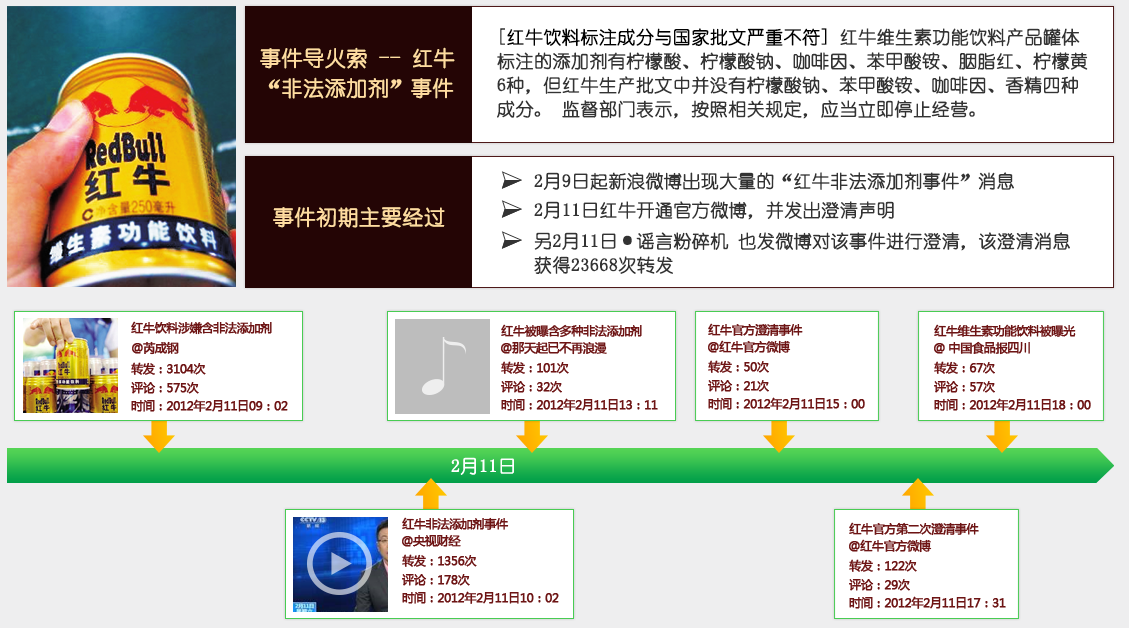 RedBull
红牛
净含量250毫升
维生素功能饮料
事件导火索 -- 红牛
“非法添加剂”事件
[红牛饮料标注成分与国家批文严重不符] 红牛维生素功能饮料产品罐体
标注的添加剂有柠檬酸、柠檬酸钠、咖啡因、苯甲酸铵、胭脂红、柠檬黄
6种，但红牛生产批文中并没有柠檬酸钠、苯甲酸铵、咖啡因、香精四种
成分。 监督部门表示，按照相关规定，应当立即停止经营。
事件初期主要经过
➢ 2月9日起新浪微博出现大量的“红牛非法添加剂事件”消息
➢ 2月11日红牛开通官方微博，并发出澄清声明
➢ 另2月11日●谣言粉碎机 也发微博对该事件进行澄清，该澄清消息
获得23668次转发
红牛饮料涉嫌含非法添加剂
@芮成钢
转发：3104次
评论：575次
时间：2012年2月11日09：02
红牛被曝含多种非法添加剂
@那天起已不再浪漫
转发：101次
评论：32次
时间：2012年2月11日13：11
红牛官方澄清事件
@红牛官方微博
转发：50次
评论：21次
时间：2012年2月11日15：00
红牛维生素功能饮料被曝光
@ 中国食品报四川
转发：67次
评论：57次
时间：2012年2月11日18：00
2月11日
CCTV 13
红牛非法添加剂事件
@央视财经
转发：1356次
评论：178次
时间：2012年2月11日10：02
2月11日
红牛官方第二次澄清事件
@红牛官方微博
转发：122次
评论：29次
时间：2012年2月11日17：31